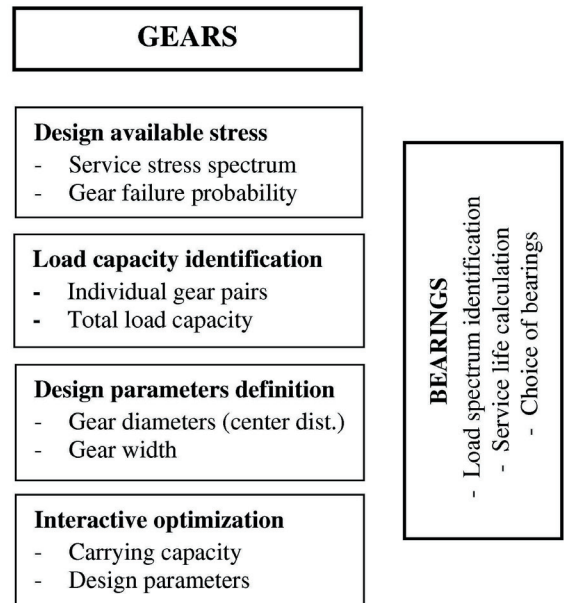 GEARS
Design available stress
- Service stress spectrum
- Gear failure probability
Load capacity identification
- Individual gear pairs
- Total load capacity
Design parameters definition
- Gear diameters (center dist.)
- Gear width
Interactive optimization
- Carrying capacity
- Design parameters
BEARINGS
- Load spectrum identification
- Service life calculation
- Choice of bearings